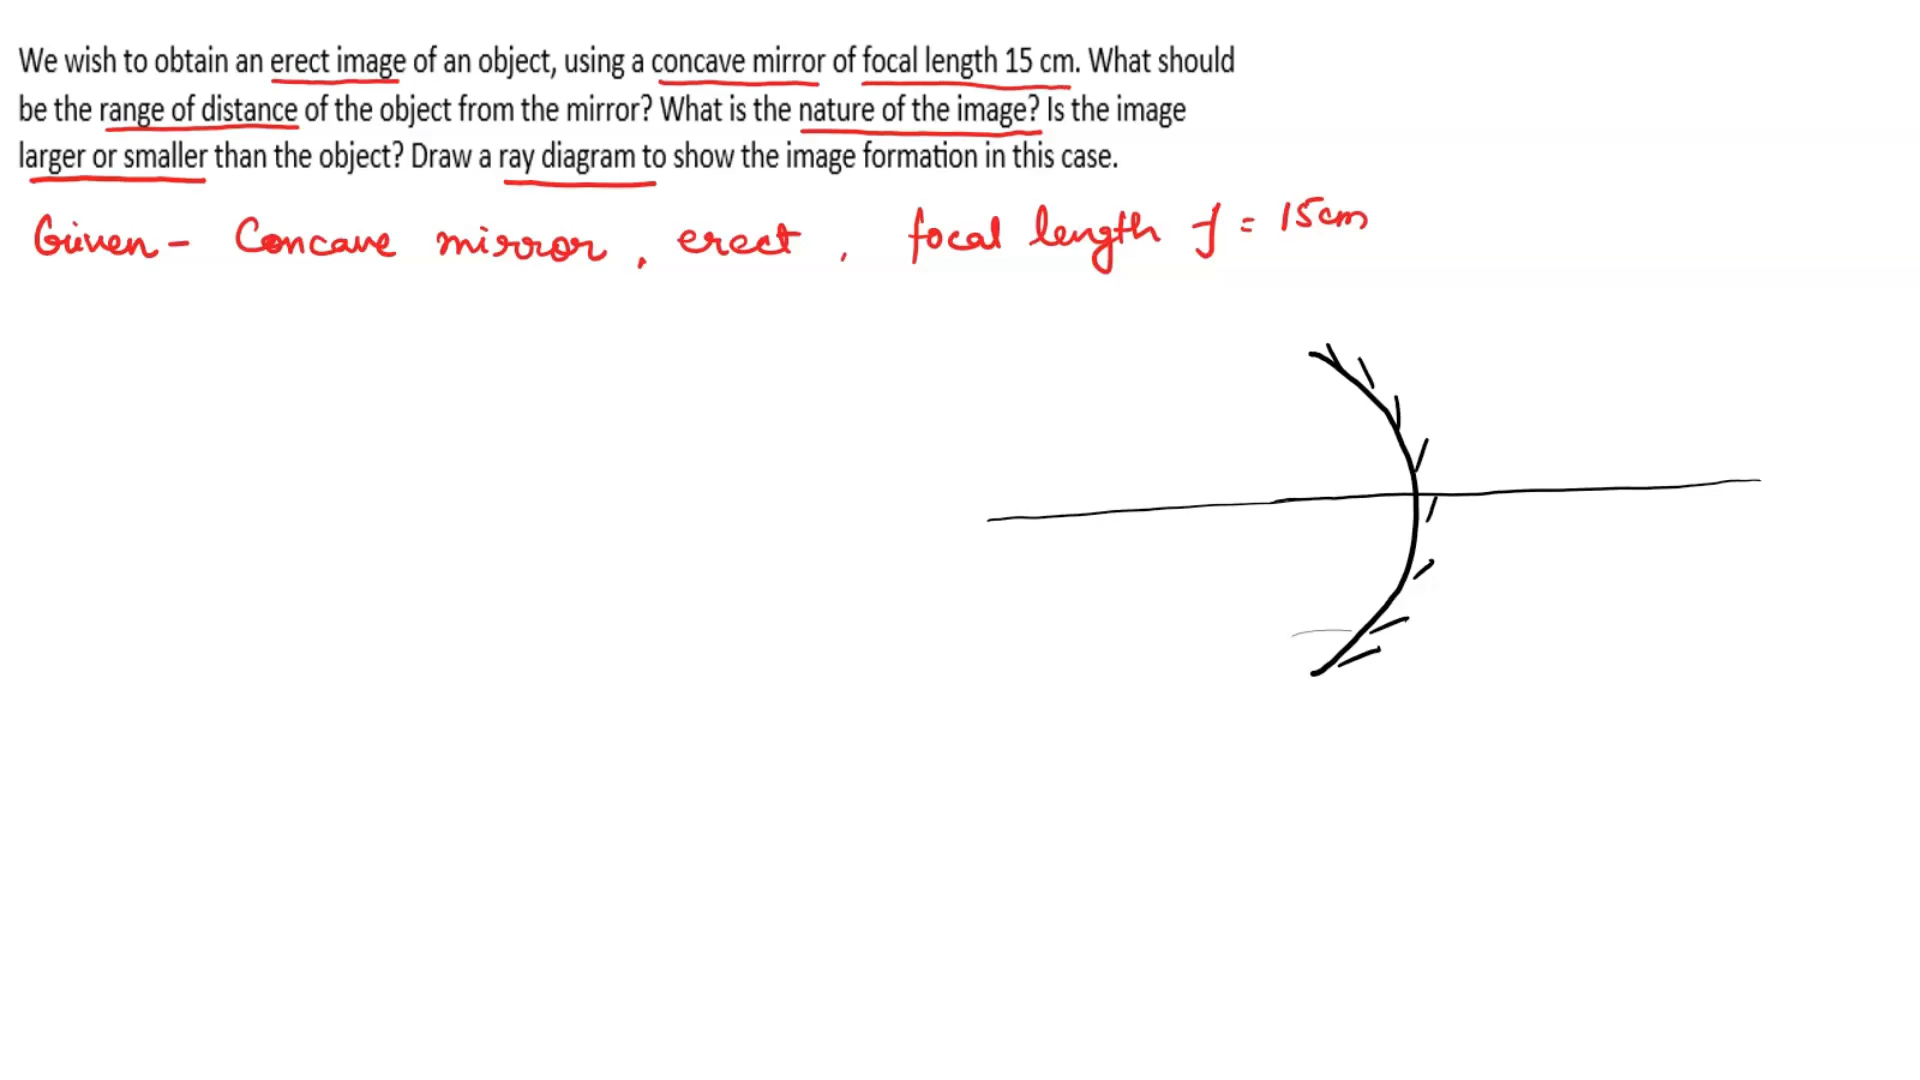 We wish to obtain an erect image of an object, using a concave mirror of focal length 15 cm. What should
be the range of distance of the object from the mirror? What is the nature of the image? Is the image
larger or smaller than the object? Draw a ray diagram to show the image formation in this case.
Given - Concave mirror, erect, focal length f = 15cm